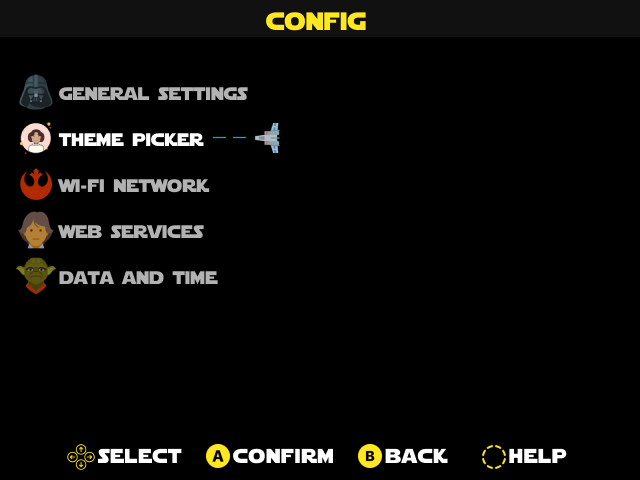 CONFIG
GENERAL SETTINGS
THEME PICKER
WI-FI NETWORK
WEB SERVICES
DATA AND TIME
SELECT A CONFIRM B BACK HELP